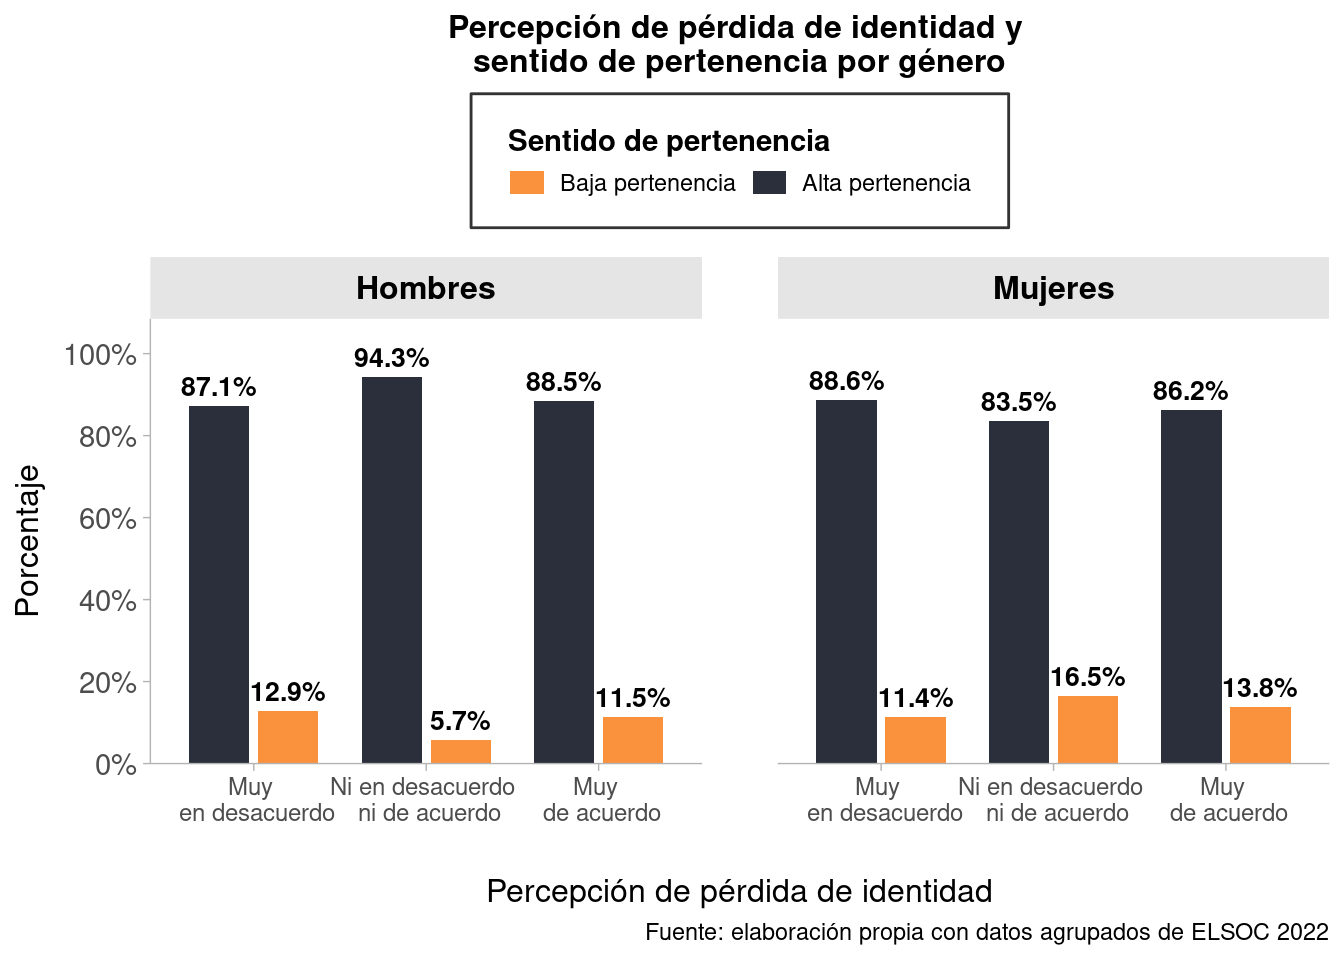 Percepción de pérdida de identidad y
sentido de pertenencia por género
Sentido de pertenencia
Baja pertenencia
Alta pertenencia
Hombres
Mujeres
Porcentaje
100%
80%
60%
40%
20%
0%
87.1%
12.9%
94.3%
5.7%
88.5%
11.5%
88.6%
11.4%
83.5%
16.5%
86.2%
13.8%
Muy
en desacuerdo
Ni en desacuerdo
ni de acuerdo
Muy
de acuerdo
Muy
en desacuerdo
Ni en desacuerdo
ni de acuerdo
Muy
de acuerdo
Percepción de pérdida de identidad
Fuente: elaboración propia con datos agrupados de ELSOC 2022